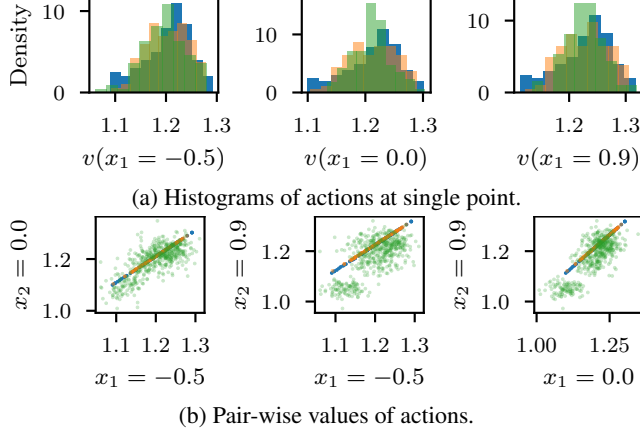 Density
10
0
10
0
10
0
1.1 1.2 1.3
1.1 1.2 1.3
1.2 1.3
v(x₁ = −0.5)
v(x₁ = 0.0)
v(x₁ = 0.9)
(a) Histograms of actions at single point.
x₂ = 0.0
1.2
1.0
x₂ = 0.9
1.2
1.0
x₂ = 0.9
1.2
1.0
1.1 1.2 1.3
1.1 1.2 1.3
1.00 1.25
x₁ = −0.5
x₁ = −0.5
x₁ = 0.0
(b) Pair-wise values of actions.